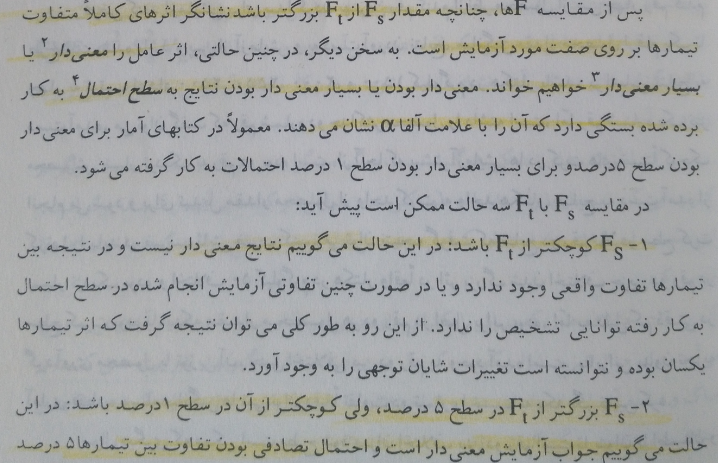 پس از مقایسه Fها، چنانچه مقدار Fs از Ft بزرگتر باشد نشانگر اثرهای کاملاً متفاوت
تیمارها بر روی صفت مورد آزمایش است. به سخن دیگر، در چنین حالتی، اثر عامل را معنی‌دار۲ یا
بسیار معنی‌دار۳ خواهیم خواند. معنی دار بودن یا بسیار معنی دار بودن نتایج به سطح احتمال۴ به کار
برده شده بستگی دارد که آن را با علامت آلفا α نشان می دهند. معمولاً در کتابهای آمار برای معنی دار
بودن سطح ۵درصدو برای بسیار معنی دار بودن سطح ۱ درصد احتمالات به کار گرفته می شود.
در مقایسه Fs با Ft سه حالت ممکن است پیش آید:
۱- Fs کوچکتر از Ft باشد: در این حالت می گوییم نتایج معنی دار نیست و در نتیجه بین
تیمارها تفاوت واقعی وجود ندارد و یا در صورت چنین تفاوتی آزمایش انجام شده در سطح احتمال
به کار رفته توانایی تشخیص را ندارد. از این رو به طور کلی می توان نتیجه گرفت که اثر تیمارها
یکسان بوده و نتوانسته است تغییرات شایان توجهی را به وجود آورد.
۲- Fs بزرگتر از Ft در سطح ۵ درصد، ولی کوچکتر از آن در سطح ۱درصد باشد: در این
حالت می گوییم جواب آزمایش معنی دار است و احتمال تصادفی بودن تفاوت بین تیمارها ۵ درصد